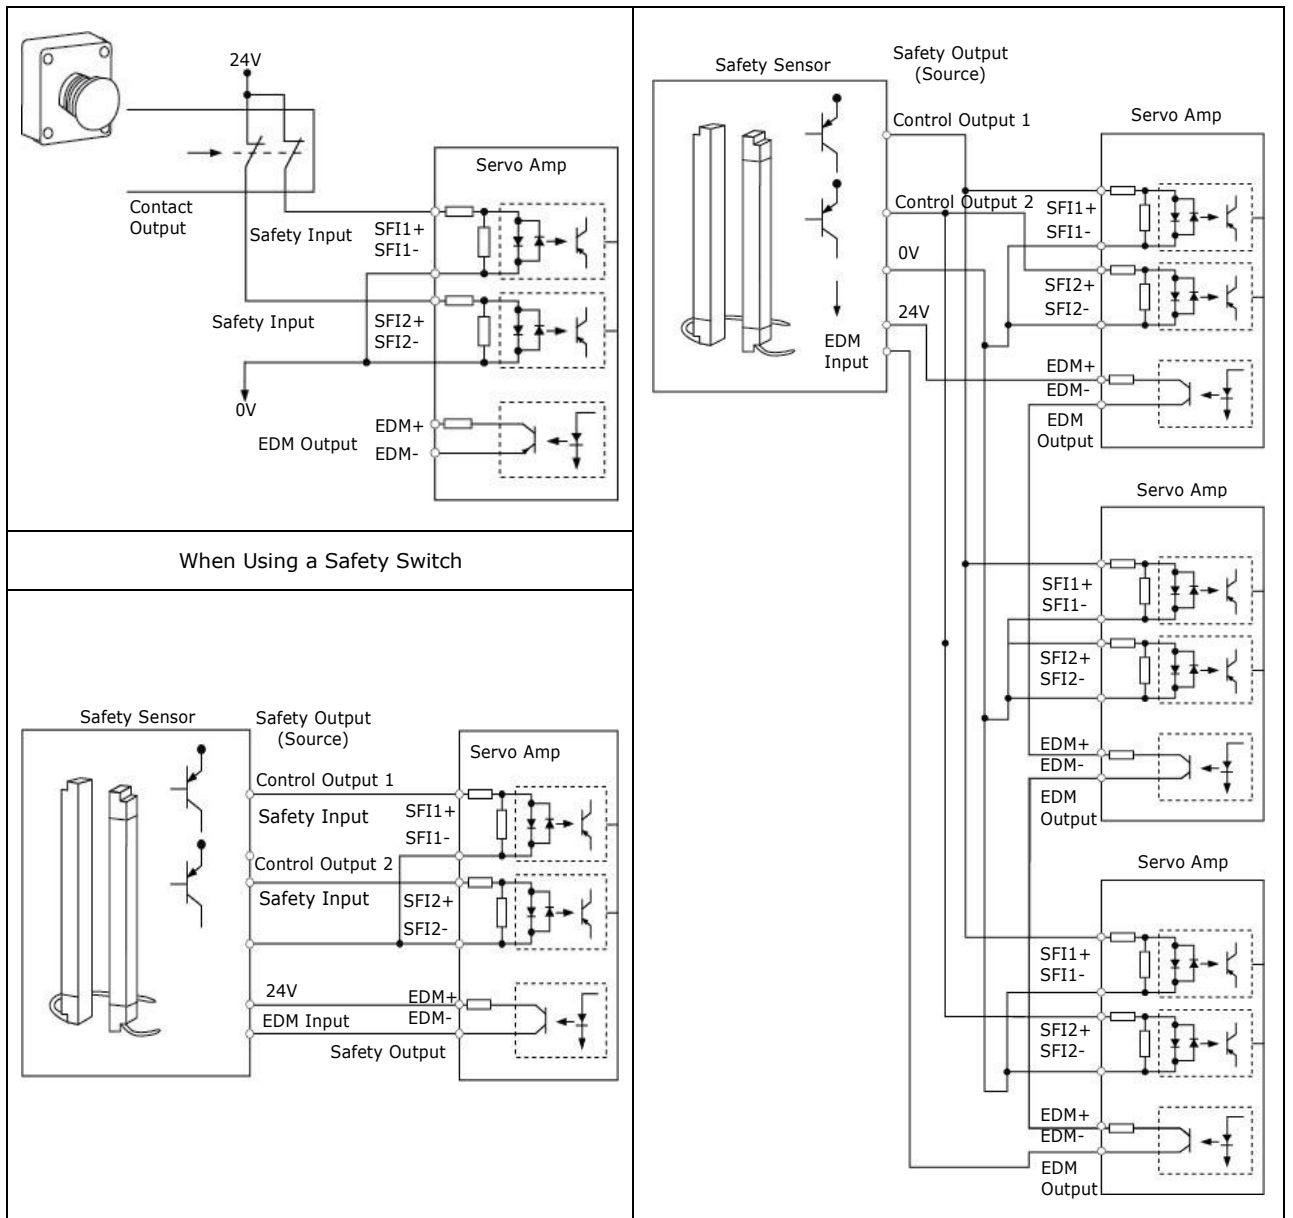 24V
Contact
Output
Safety Input
SFI1+
SFI1-
Servo Amp
Safety Input
SFI2+
SFI2-
0V
EDM Output
EDM+
EDM-
When Using a Safety Switch
Safety Sensor
Safety Output
(Source)
Servo Amp
Control Output 1
Safety Input
SFI1+
SFI1-
Control Output 2
Safety Input
SFI2+
SFI2-
24V
EDM+
EDM Input
EDM-
Safety Output
Safety Sensor
Safety Output
(Source)
Control Output 1
Servo Amp
Control Output 2
SFI1+
SFI1-
0V
SFI2+
SFI2-
24V
EDM
Input
EDM+
EDM-
EDM
Output
Servo Amp
SFI1+
SFI1-
SFI2+
SFI2-
EDM+
EDM-
EDM
Output
Servo Amp
SFI1+
SFI1-
SFI2+
SFI2-
EDM+
EDM-
EDM
Output